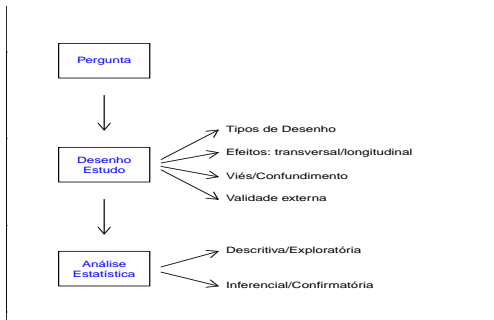 Pergunta
Desenho
Estudo
Tipos de Desenho
Efeitos: transversal/longitudinal
Viés/Confundimento
Validade externa
Análise
Estatística
Descritiva/Exploratória
Inferencial/Confirmatória